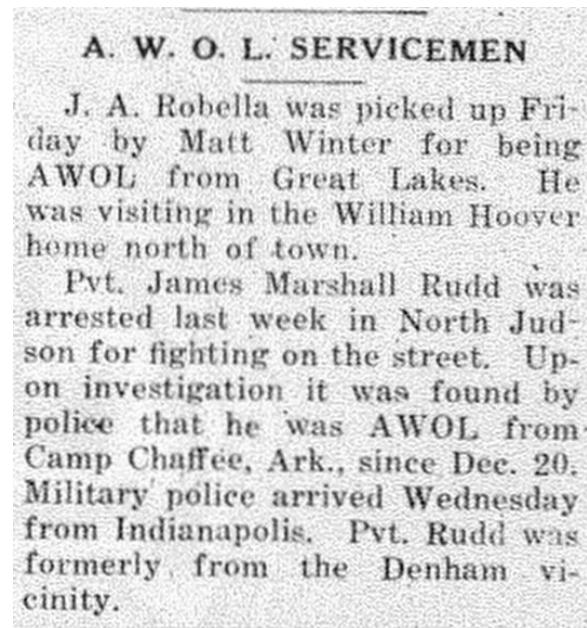 A. W. O. L. SERVICEMEN
J. A. Robella was picked up Fri-
day by Matt Winter for being
AWOL from Great Lakes. He
was visiting in the William Hoover
home north of town.
Pvt. James Marshall Rudd was
arrested last week in North Jud-
son for fighting on the street. Up-
on investigation it was found by
police that he was AWOL from
Camp Chaffee, Ark., since Dec. 20.
Military police arrived Wednesday
from Indianapolis. Pvt. Rudd was
formerly from the Denham vi-
cinity.